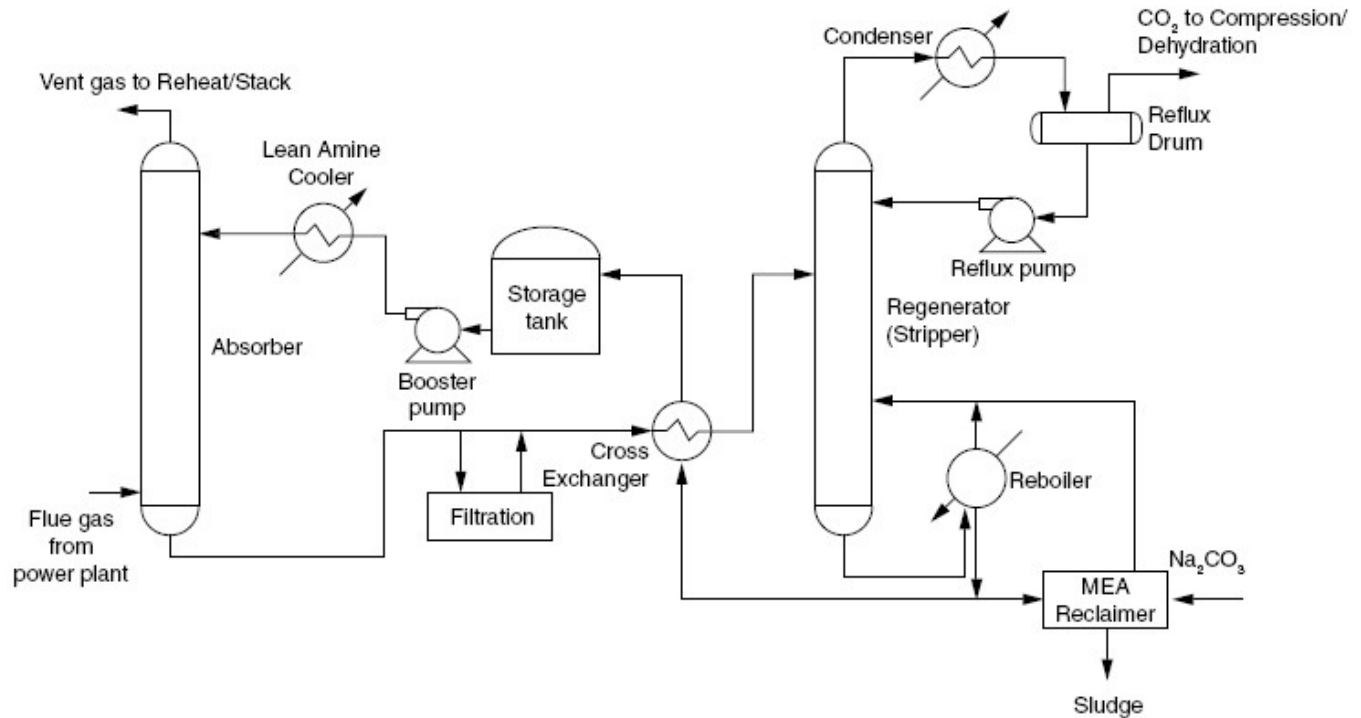 CO₂ to Compression/
Dehydration
Condenser
Vent gas to Reheat/Stack
Reflux
Drum
Lean Amine
Cooler
Reflux pump
Storage
tank
Regenerator
(Stripper)
Absorber
Booster
pump
Cross
Exchanger
Reboiler
Filtration
Flue gas
from
power plant
Na₂CO₃
MEA
Reclaimer
Sludge